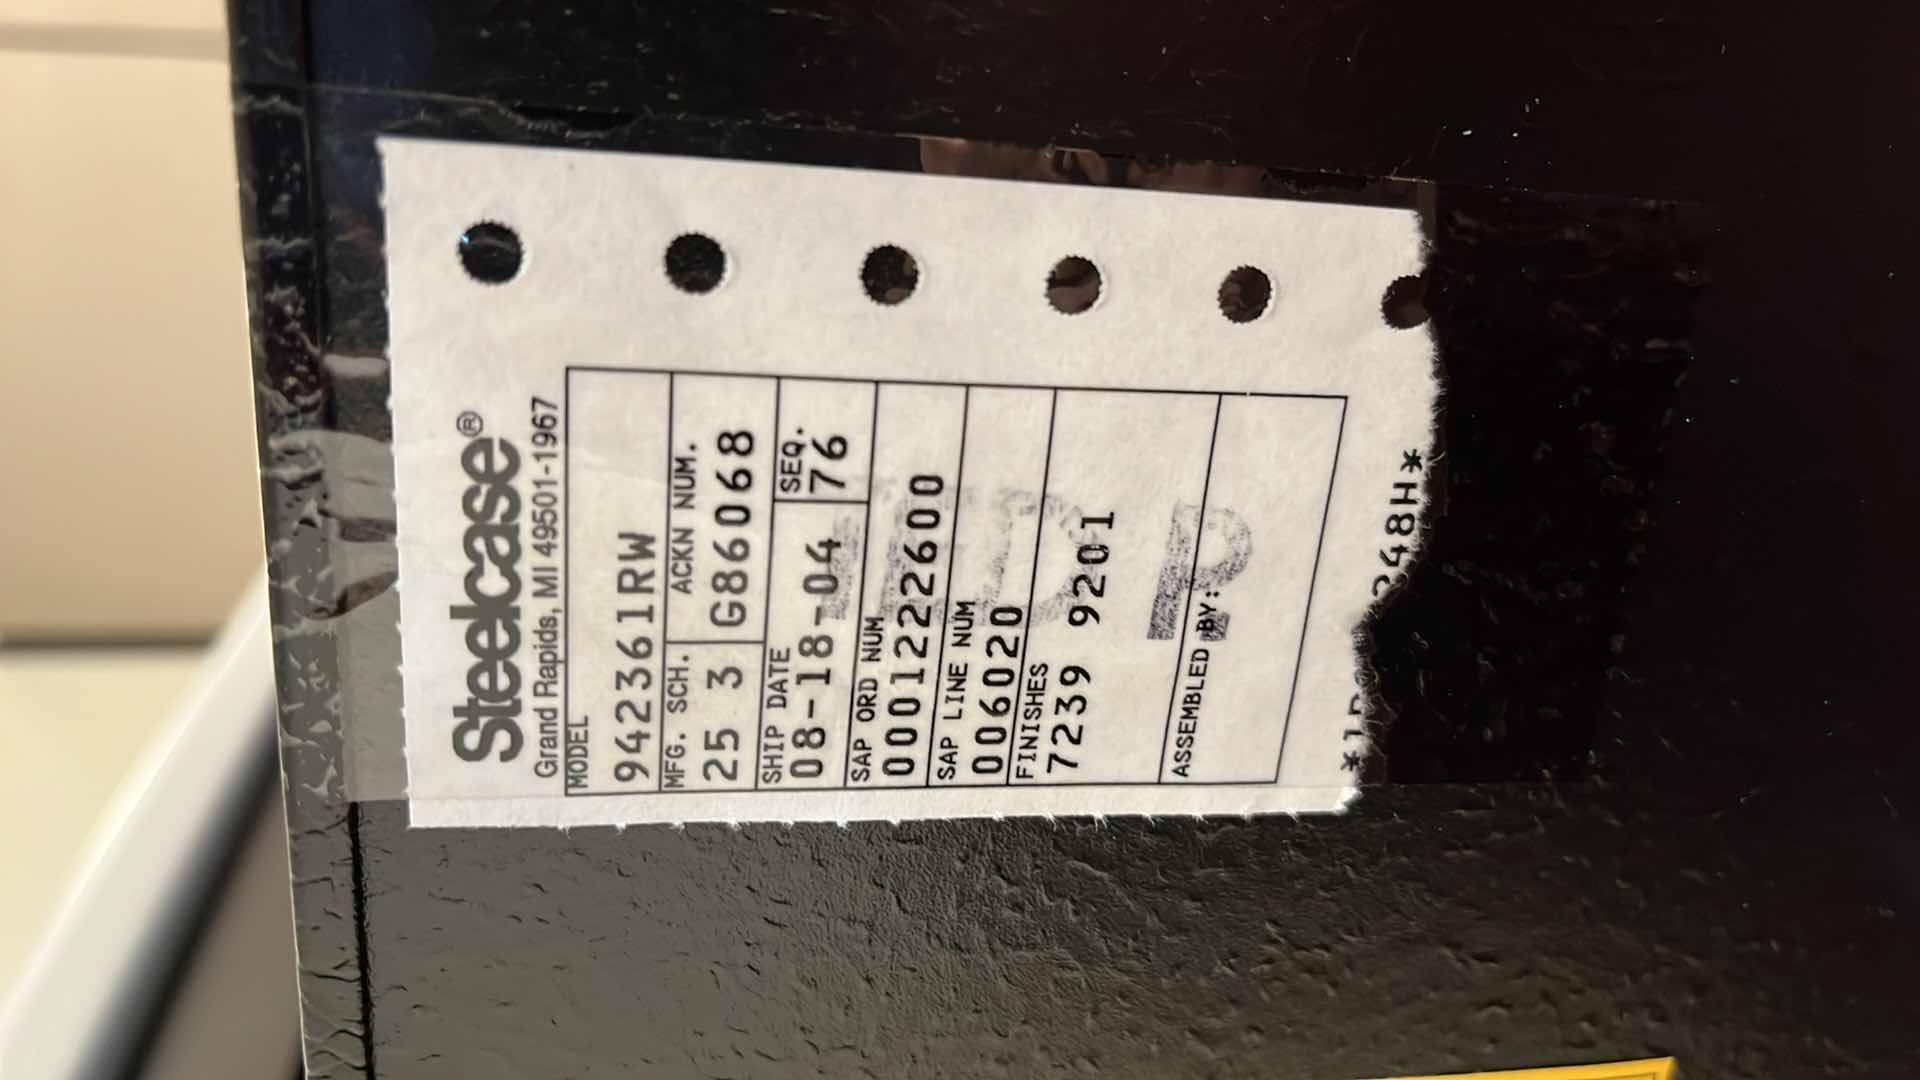 Steelcase®
Grand Rapids, MI 49501-1967
MODEL
942361RW
MFG. SCH. ACKN NUM.
25 3 G86068
SHIP DATE SEQ.
08-18-04 76
SAP ORD NUM
0001222600
SAP LINE NUM
006020
FINISHES
7239 9201
P
ASSEMBLED BY:
248H*